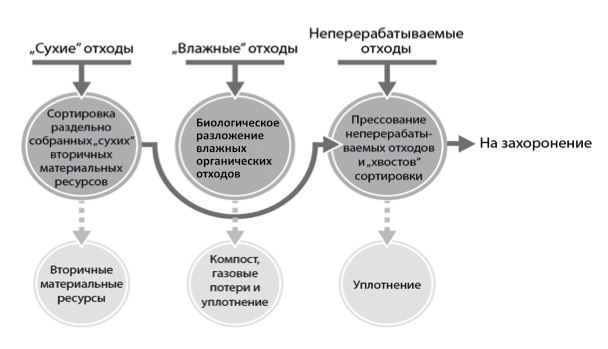 „Сухие“ отходы
„Влажные“ отходы
Неперерабатываемые
отходы
Сортировка
раздельно
собранных „сухих“
вторичных
материальных
ресурсов
Биологическое
разложение
влажных
органических
отходов
Прессование
неперерабаты-
ваемых отходов
и „хвостов“
сортировки
На захоронение
Вторичные
материальные
ресурсы
Компост,
газовые
потери и
уплотнение
Уплотнение